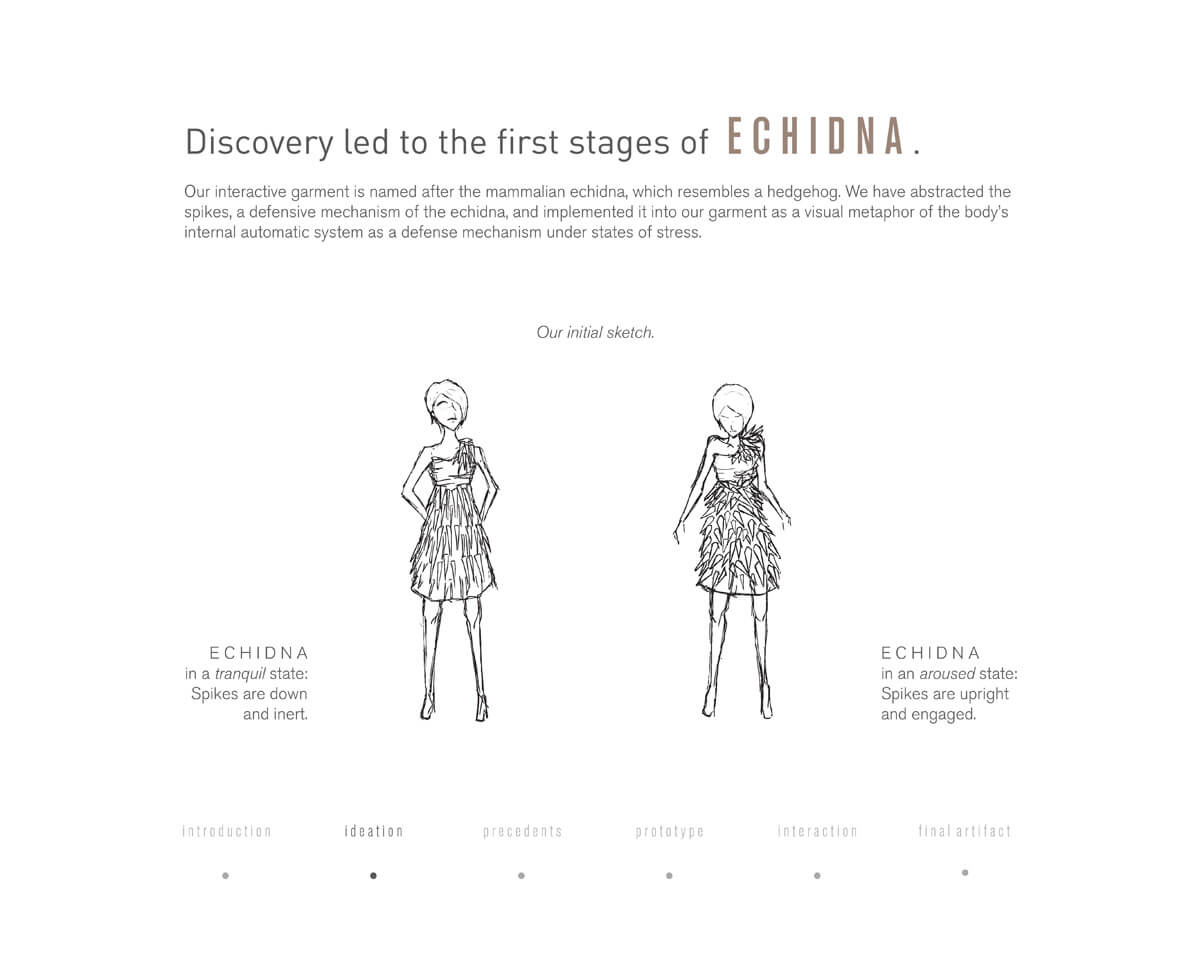 Discovery led to the first stages of ECHIDNA.
Our interactive garment is named after the mammalian echidna, which resembles a hedgehog. We have abstracted the
spikes, a defensive mechanism of the echidna, and implemented it into our garment as a visual metaphor of the body's
internal automatic system as a defense mechanism under states of stress.
Our initial sketch.
ECHIDNA
in a tranquil state:
Spikes are down
and inert.
ECHIDNA
in an aroused state:
Spikes are upright
and engaged.
introduction
ideation
precedents
prototype
interaction
final artifact